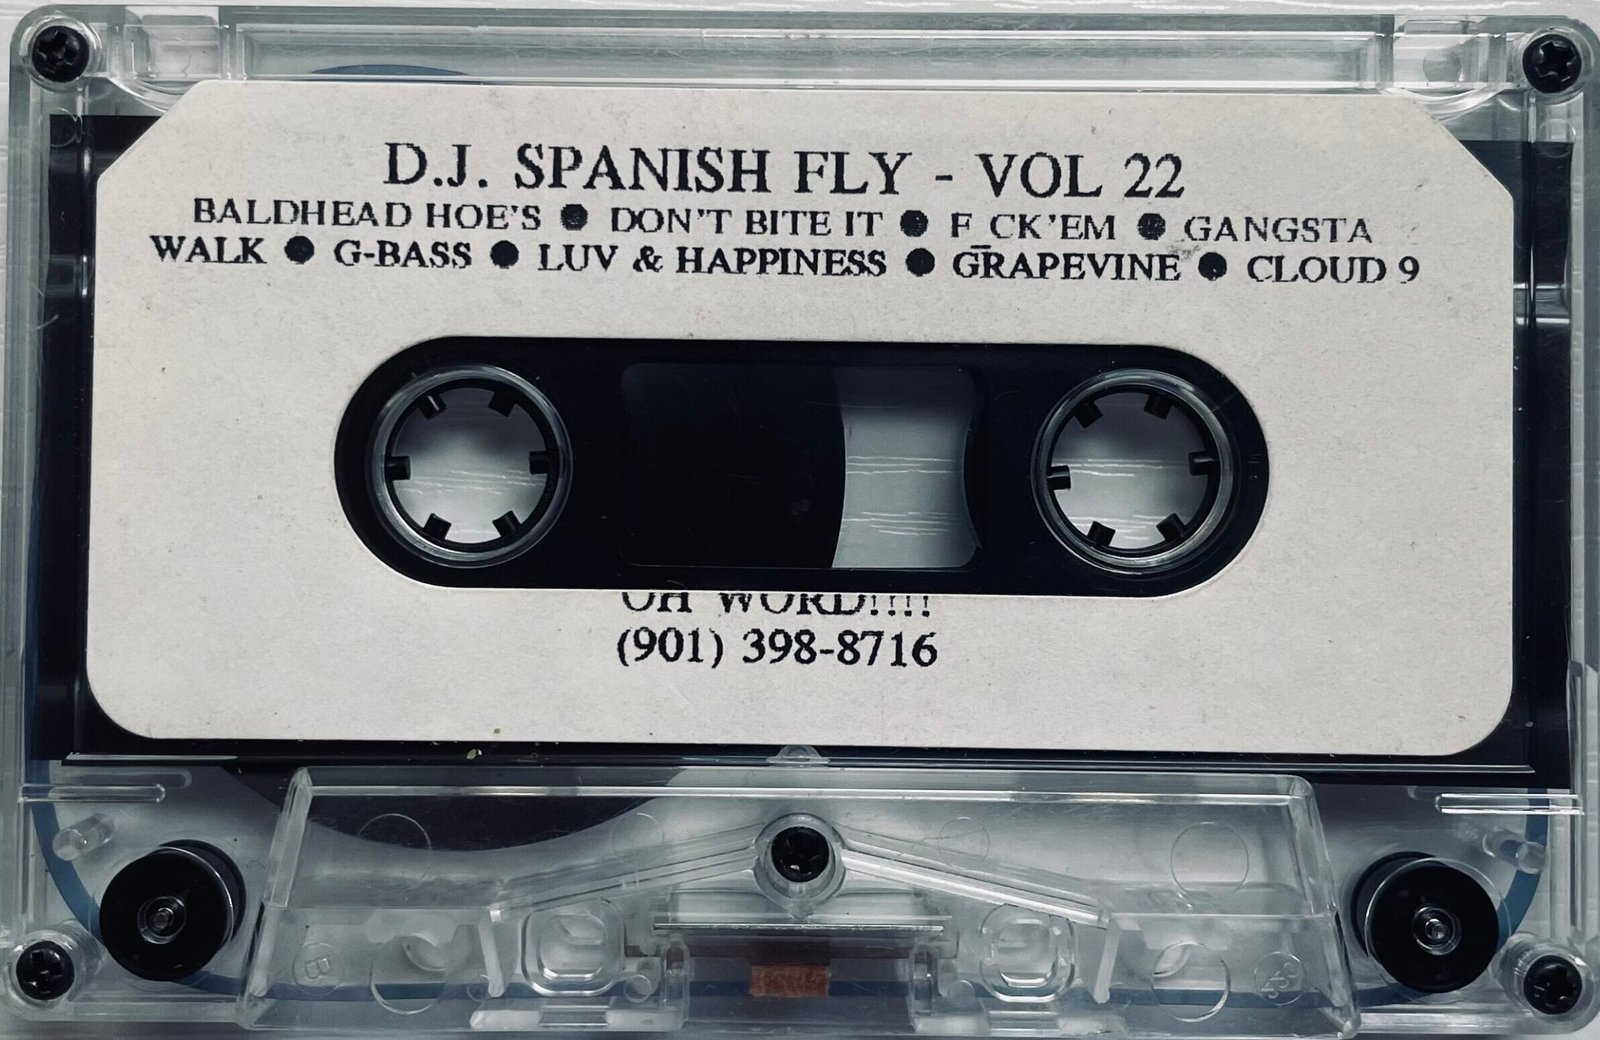 D.J. SPANISH FLY - VOL 22
BALDHEAD HOE'S ● DON'T BITE IT ● F_CK'EM ● GANGSTA
WALK ● G-BASS ● LUV & HAPPINESS ● GRAPEVINE ● CLOUD 9
OH WORD!!!!
(901) 398-8716
B